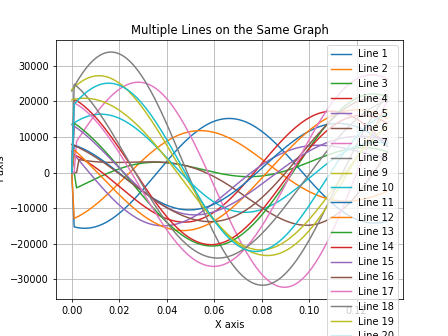 Multiple Lines on the Same Graph
30000
20000
10000
0
−10000
−20000
−30000
0.00
0.02
0.04
0.06
0.08
0.10
X axis
Line 1
Line 2
Line 3
Line 4
Line 5
Line 6
Line 7
Line 8
Line 9
Line 10
Line 11
Line 12
Line 13
Line 14
Line 15
Line 16
Line 17
Line 18
Line 19
Line 20